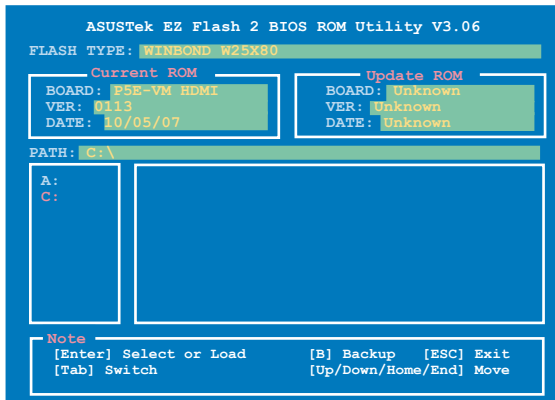 ASUSTek EZ Flash 2 BIOS ROM Utility V3.06
FLASH TYPE: WINBOND W25X80
Current ROM
BOARD: P5E-VM HDMI
VER: 0113
DATE: 10/05/07
Update ROM
BOARD: Unknown
VER: Unknown
DATE: Unknown
PATH: C:\
A:
C:
Note
[Enter] Select or Load [B] Backup [ESC] Exit
[Tab] Switch [Up/Down/Home/End] Move